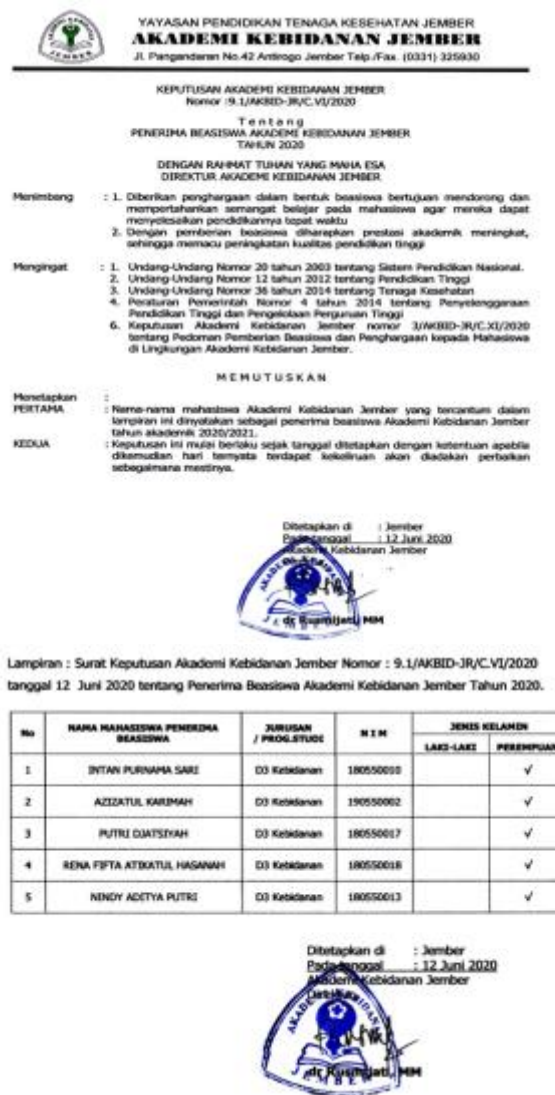 YAYASAN PENDIDIKAN TENAGA KESEHATAN JEMBER
AKADEMI KEBIDANAN JEMBER
Jl. Pangandaran No.42 Antirogo Jember Telp./Fax. (0331) 325930
KEPUTUSAN AKADEMI KEBIDANAN JEMBER
Nomor :9.1/AKBID-JR/C.VI/2020
T e n t a n g
PENERIMA BEASISWA AKADEMI KEBIDANAN JEMBER
TAHUN 2020
DENGAN RAHMAT TUHAN YANG MAHA ESA
DIREKTUR AKADEMI KEBIDANAN JEMBER
Menimbang : 1. Diberikan penghargaan dalam bentuk beasiswa bertujuan mendorong dan
mempertahankan semangat belajar pada mahasiswa agar mereka dapat
menyelesaikan pendidikannya tepat waktu
2. Dengan pemberian beasiswa diharapkan prestasi akademik meningkat,
sehingga memacu peningkatan kualitas pendidikan tinggi
Mengingat : 1. Undang-Undang Nomor 20 tahun 2003 tentang Sistem Pendidikan Nasional.
2. Undang-Undang Nomor 12 tahun 2012 tentang Pendidikan Tinggi
3. Undang-Undang Nomor 36 tahun 2014 tentang Tenaga Kesehatan
4. Peraturan Pemerintah Nomor 4 tahun 2014 tentang Penyelenggaraan
Pendidikan Tinggi dan Pengelolaan Perguruan Tinggi
6. Keputusan Akademi Kebidanan Jember nomor 3/AKBID-JR/C.XI/2020
tentang Pedoman Pemberian Beasiswa dan Penghargaan kepada Mahasiswa
di Lingkungan Akademi Kebidanan Jember.
M E M U T U S K A N
Menetapkan :
PERTAMA : Nama-nama mahasiswa Akademi Kebidanan Jember yang tercantum dalam
lampiran ini dinyatakan sebagai penerima beasiswa Akademi Kebidanan Jember
tahun akademik 2020/2021.
KEDUA : Keputusan ini mulai berlaku sejak tanggal ditetapkan dengan ketentuan apabila
dikemudian hari ternyata terdapat kekeliruan akan diadakan perbaikan
sebagaimana mestinya.
Ditetapkan di : Jember
Pada tanggal : 12 Juni 2020
Akademi Kebidanan Jember
dr Rusmijati, MM
Lampiran : Surat Keputusan Akademi Kebidanan Jember Nomor : 9.1/AKBID-JR/C.VI/2020
tanggal 12 Juni 2020 tentang Penerima Beasiswa Akademi Kebidanan Jember Tahun 2020.
No NAMA MAHASISWA PENERIMA BEASISWA JURUSAN / PROG.STUDI N I M JENIS KELAMIN
LAKI-LAKI PEREMPUAN
1 INTAN PURNAMA SARI D3 Kebidanan 180550010 √
2 AZIZATUL KARIMAH D3 Kebidanan 190550002 √
3 PUTRI DJATSIYAH D3 Kebidanan 180550017 √
4 RENA FIFTA ATIKATUL HASANAH D3 Kebidanan 180550018 √
5 NINDY ADITYA PUTRI D3 Kebidanan 180550013 √
Ditetapkan di : Jember
Pada tanggal : 12 Juni 2020
Akademi Kebidanan Jember
dr Rusmijati, MM